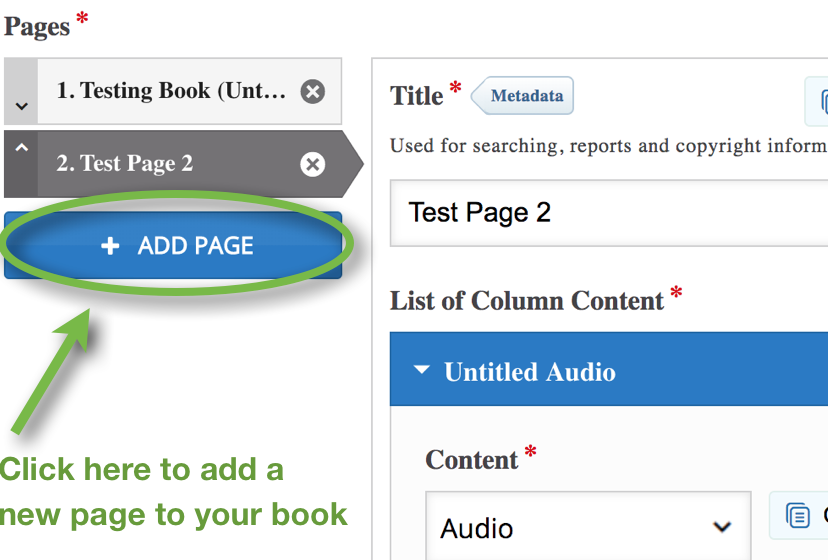 Pages *
1. Testing Book (Unt...
2. Test Page 2
+ ADD PAGE
Click here to add a
new page to your book
Title *
Metadata
Used for searching, reports and copyright inform
Test Page 2
List of Column Content *
Untitled Audio
Content *
Audio